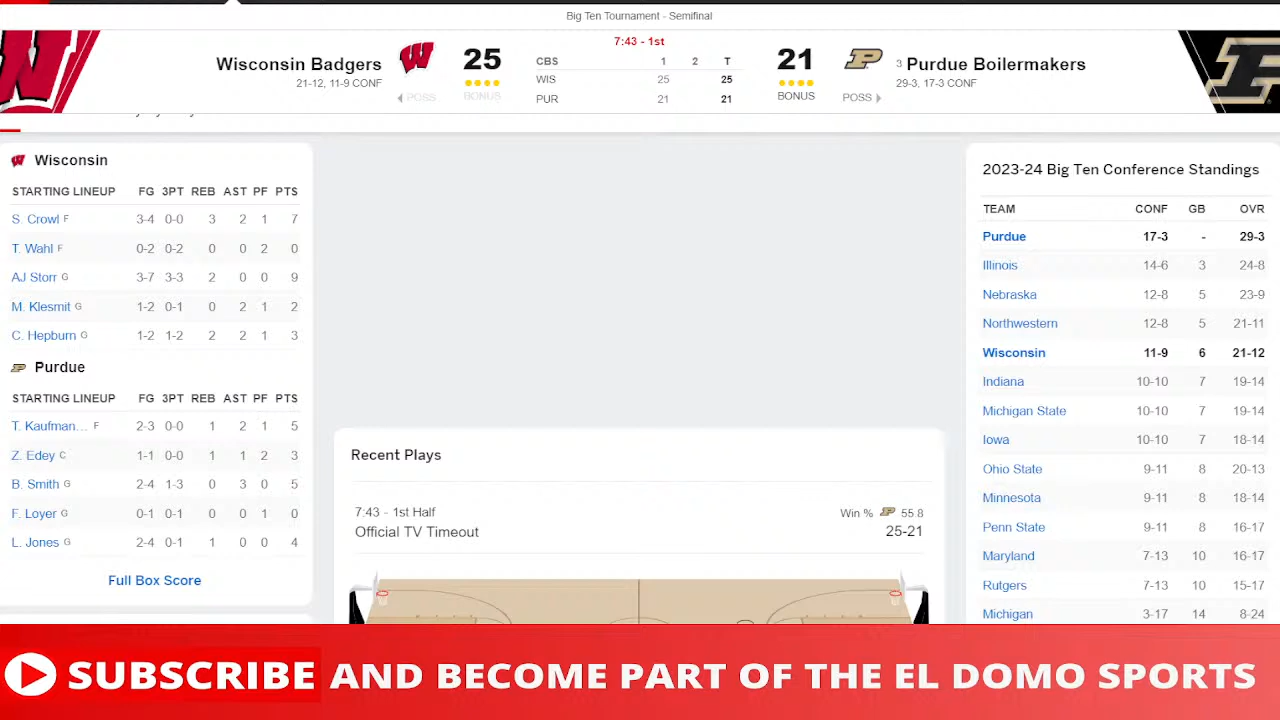 Big Ten Tournament - Semifinal
7:43 - 1st
Wisconsin Badgers
21-12, 11-9 CONF
25
POSS
BONUS
CBS 1 2 T
WIS 25 25
PUR 21 21
21
BONUS
POSS
3 Purdue Boilermakers
29-3, 17-3 CONF
Wisconsin
STARTING LINEUP FG 3PT REB AST PF PTS
S. Crowl F 3-4 0-0 3 2 1 7
T. Wahl F 0-2 0-2 0 0 2 0
AJ Storr G 3-7 3-3 2 0 0 9
M. Klesmit G 1-2 0-1 0 2 1 2
C. Hepburn G 1-2 1-2 2 2 1 3
Purdue
STARTING LINEUP FG 3PT REB AST PF PTS
T. Kaufman... F 2-3 0-0 1 2 1 5
Z. Edey C 1-1 0-0 1 1 2 3
B. Smith G 2-4 1-3 0 3 0 5
F. Loyer G 0-1 0-1 0 0 1 0
L. Jones G 2-4 0-1 1 0 0 4
Full Box Score
Recent Plays
7:43 - 1st Half
Official TV Timeout
Win % 55.8
25-21
2023-24 Big Ten Conference Standings
TEAM CONF GB OVR
Purdue 17-3 - 29-3
Illinois 14-6 3 24-8
Nebraska 12-8 5 23-9
Northwestern 12-8 5 21-11
Wisconsin 11-9 6 21-12
Indiana 10-10 7 19-14
Michigan State 10-10 7 19-14
Iowa 10-10 7 18-14
Ohio State 9-11 8 20-13
Minnesota 9-11 8 18-14
Penn State 9-11 8 16-17
Maryland 7-13 10 16-17
Rutgers 7-13 10 15-17
Michigan 3-17 14 8-24
SUBSCRIBE AND BECOME PART OF THE EL DOMO SPORTS